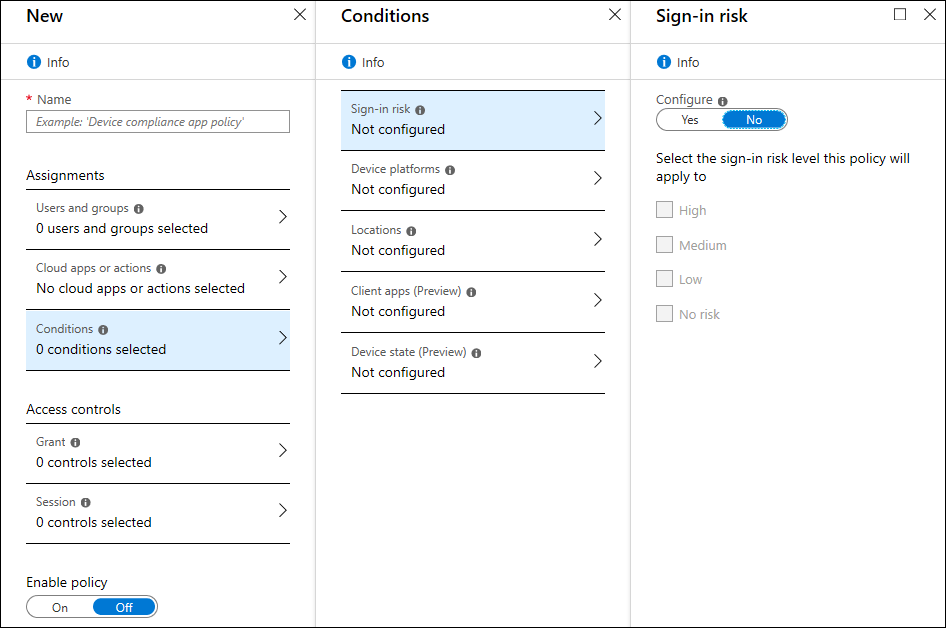 New
Info
* Name
Example: 'Device compliance app policy'
Assignments
Users and groups
0 users and groups selected
Cloud apps or actions
No cloud apps or actions selected
Conditions
0 conditions selected
Access controls
Grant
0 controls selected
Session
0 controls selected
Enable policy
On Off
Conditions
Info
Sign-in risk
Not configured
Device platforms
Not configured
Locations
Not configured
Client apps (Preview)
Not configured
Device state (Preview)
Not configured
Sign-in risk
Info
Configure
Yes No
Select the sign-in risk level this policy will
apply to
High
Medium
Low
No risk